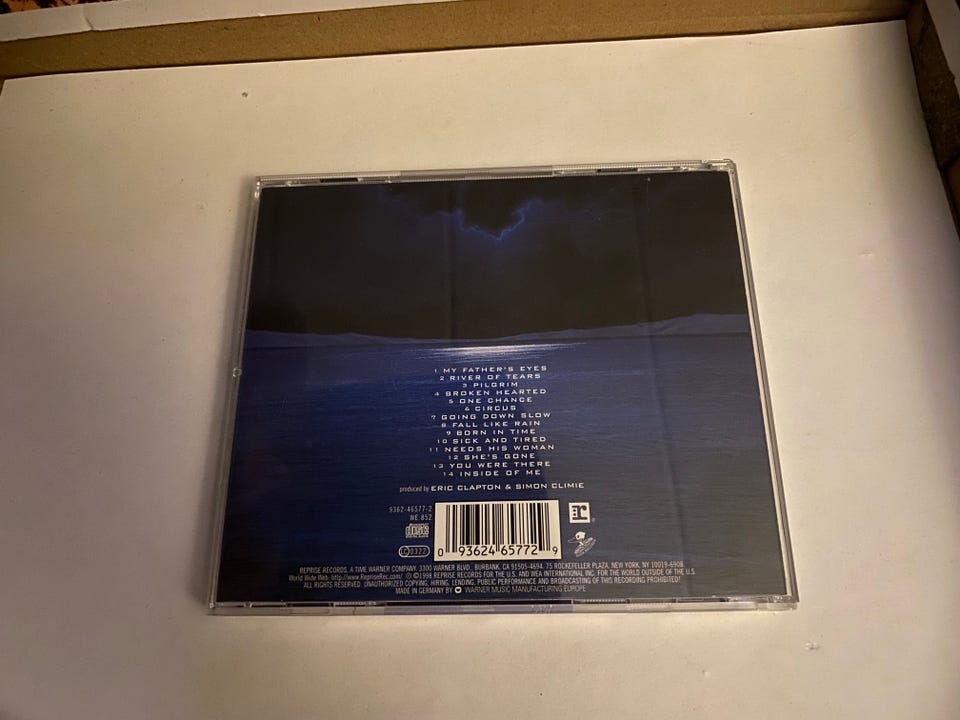 1 MY FATHER'S EYES
2 RIVER OF TEARS
3 PILGRIM
4 BROKEN HEARTED
5 ONE CHANCE
6 CIRCUS
7 GOING DOWN SLOW
8 FALL LIKE RAIN
9 BORN IN TIME
10 SICK AND TIRED
11 NEEDS HIS WOMAN
12 SHE'S GONE
13 YOU WERE THERE
14 INSIDE OF ME
produced by ERIC CLAPTON & SIMON CLIMIE
9362-46577-2
WE 852
COMPACT
disc
DIGITAL AUDIO
LC 0322
0 93624 65772 9
r
REPRISE RECORDS. A TIME WARNER COMPANY. 3300 WARNER BLVD., BURBANK, CA 91505-4694. 75 ROCKEFELLER PLAZA, NEW YORK, NY 10019-6908.
World Wide Web: http://www.RepriseRec.com/ ℗ © 1998 REPRISE RECORDS FOR THE U.S. AND WEA INTERNATIONAL INC. FOR THE WORLD OUTSIDE OF THE U.S.
ALL RIGHTS RESERVED. UNAUTHORIZED COPYING, HIRING, LENDING, PUBLIC PERFORMANCE AND BROADCASTING OF THIS RECORDING PROHIBITED!
MADE IN GERMANY BY WARNER MUSIC MANUFACTURING EUROPE